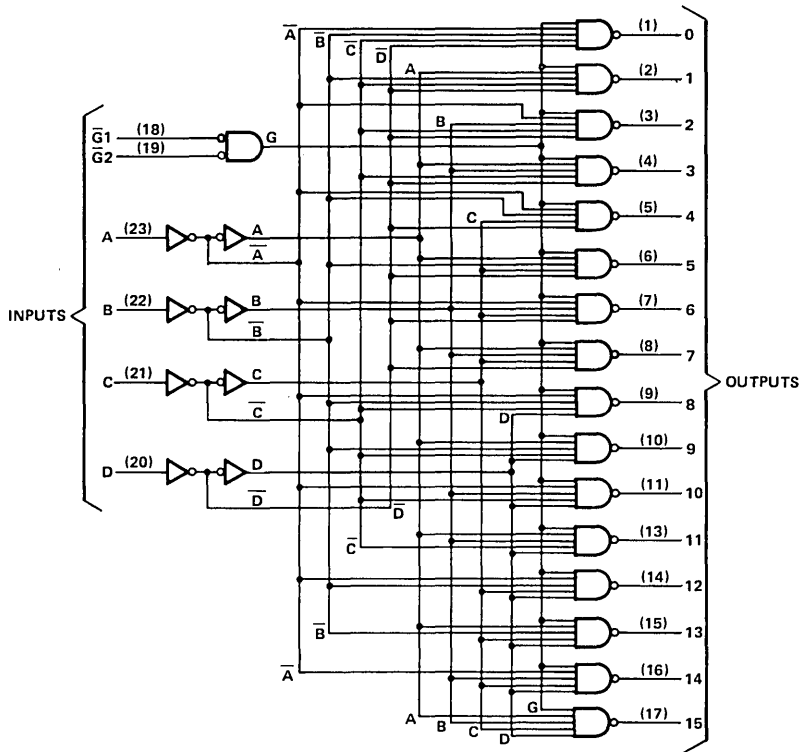 A̅
B̅
C̅
D̅
A
(1) 0
(2) 1
B
(3) 2
G̅1 (18)
G
G̅2 (19)
(4) 3
C
(5) 4
A (23)
A
A̅
(6) 5
INPUTS
B (22)
B
B̅
(7) 6
(8) 7
C (21)
C
C̅
OUTPUTS
(9) 8
D
(10) 9
D (20)
D
D̅
D̅
(11) 10
C̅
(13) 11
(14) 12
B̅
(15) 13
A̅
(16) 14
G
A
B
C
D
(17) 15